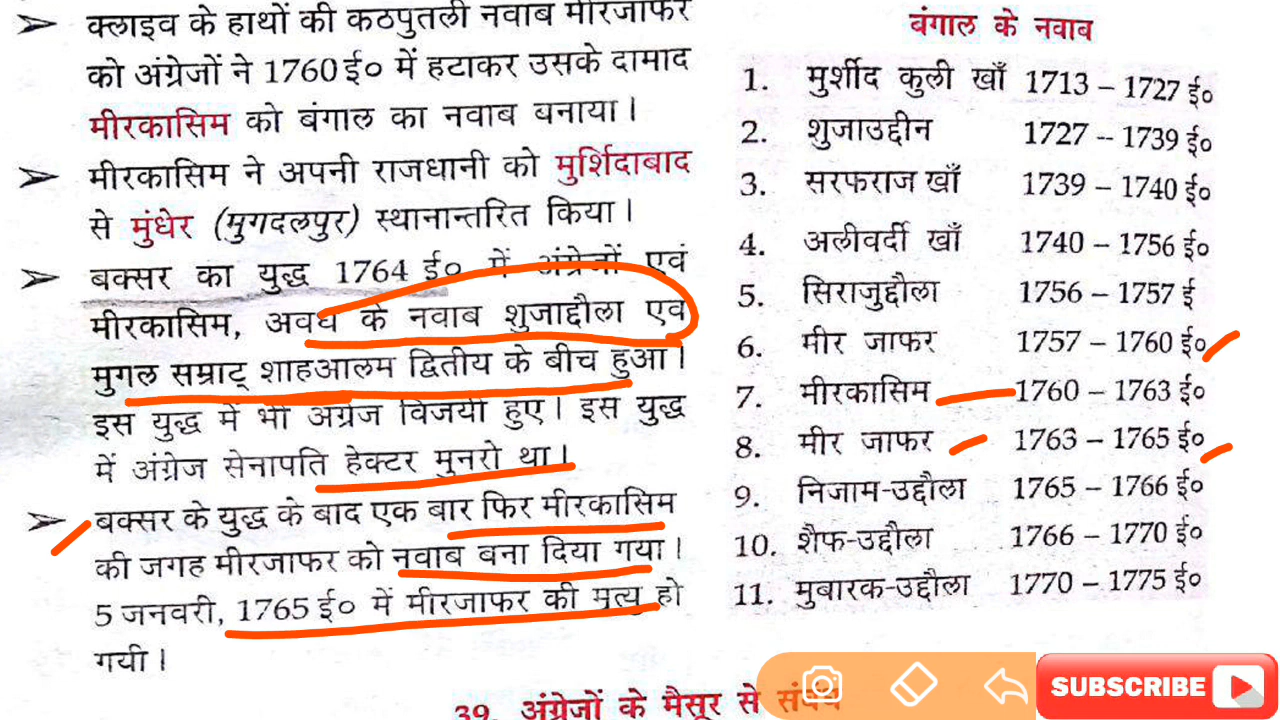 क्लाइव के हाथों की कठपुतली नवाब मीरजाफर
को अंग्रेजों ने 1760 ई० में हटाकर उसके दामाद
मीरकासिम को बंगाल का नवाब बनाया।
मीरकासिम ने अपनी राजधानी को मुर्शिदाबाद
से मुंधेर (मुगदलपुर) स्थानान्तरित किया।
बक्सर का युद्ध 1764 ई० में अंग्रेजों एवं
मीरकासिम, अवध के नवाब शुजाद्दौला एवं
मुगल सम्राट् शाहआलम द्वितीय के बीच हुआ।
इस युद्ध में भी अंग्रेज विजयी हुए। इस युद्ध
में अंग्रेज सेनापति हेक्टर मुनरो था।
बक्सर के युद्ध के बाद एक बार फिर मीरकासिम
की जगह मीरजाफर को नवाब बना दिया गया।
5 जनवरी, 1765 ई० में मीरजाफर की मृत्यु हो
गयी।
बंगाल के नवाब
1. मुर्शीद कुली खाँ 1713 – 1727 ई०
2. शुजाउद्दीन 1727 – 1739 ई०
3. सरफराज खाँ 1739 – 1740 ई०
4. अलीवर्दी खाँ 1740 – 1756 ई०
5. सिराजुद्दौला 1756 – 1757 ई
6. मीर जाफर 1757 – 1760 ई०
7. मीरकासिम 1760 – 1763 ई०
8. मीर जाफर 1763 – 1765 ई०
9. निजाम-उद्दौला 1765 – 1766 ई०
10. शैफ-उद्दौला 1766 – 1770 ई०
11. मुबारक-उद्दौला 1770 – 1775 ई०
39. अंग्रेजों के मैसूर से संबंध
SUBSCRIBE